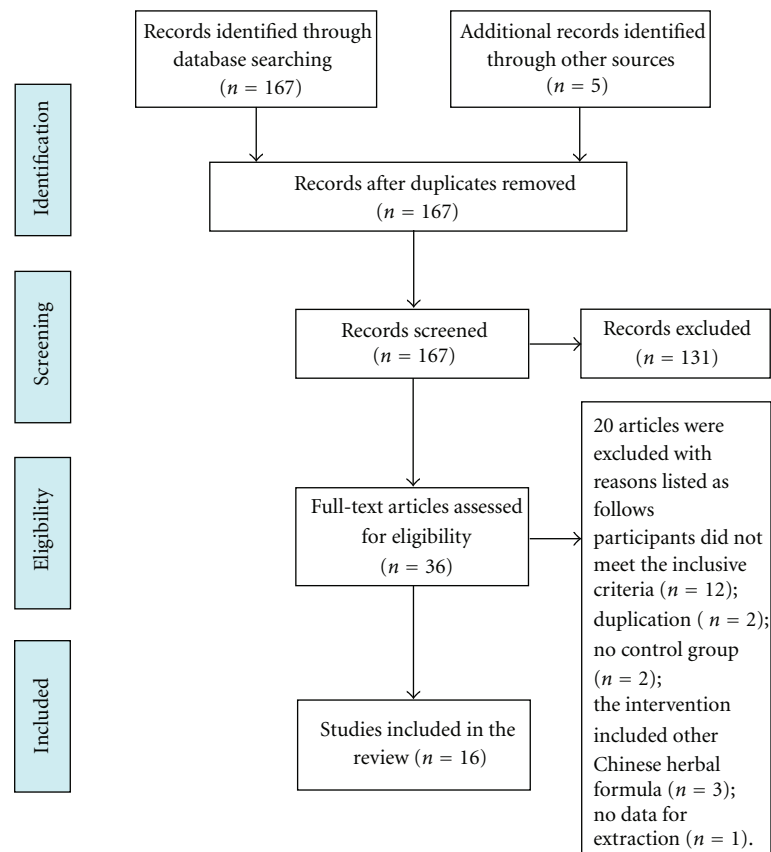 Records identified through
database searching
(n = 167)
Additional records identified
through other sources
(n = 5)
Identification
Records after duplicates removed
(n = 167)
Screening
Records screened
(n = 167)
Records excluded
(n = 131)
Eligibility
Full-text articles assessed
for eligibility
(n = 36)
20 articles were
excluded with
reasons listed as
follows
participants did not
meet the inclusive
criteria (n = 12);
duplication ( n = 2);
no control group
(n = 2);
the intervention
included other
Chinese herbal
formula (n = 3);
no data for
extraction (n = 1).
Included
Studies included in the
review (n = 16)